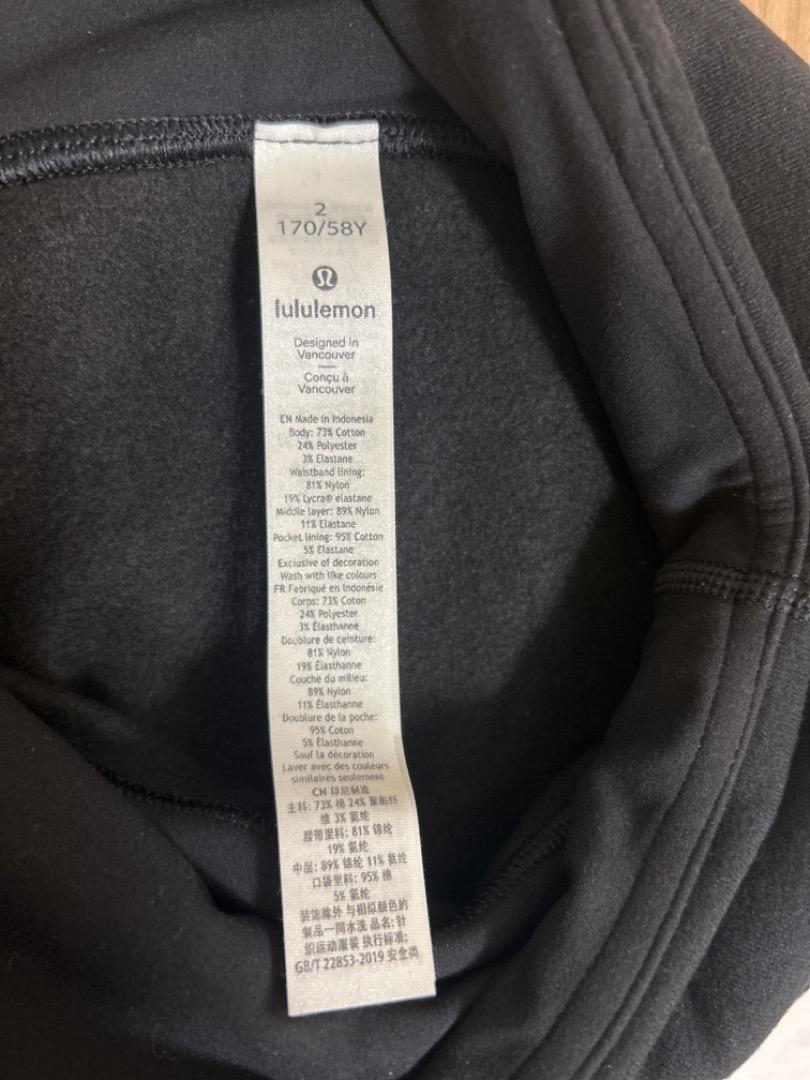 2
170/58Y
lululemon
Designed in
Vancouver
Conçu à
Vancouver
EN Made in Indonesia
Body: 73% Cotton
24% Polyester
3% Elastane
Waistband lining:
81% Nylon
19% Lycra® elastane
Middle layer: 89% Nylon
11% Elastane
Pocket lining: 95% Cotton
5% Elastane
Exclusive of decoration
Wash with like colours
FR Fabriqué en Indonésie
Corps: 73% Coton
24% Polyester
3% Élasthanne
Doublure de ceinture:
81% Nylon
19% Élasthanne
Couche du milieu:
89% Nylon
11% Élasthanne
Doublure de la poche:
95% Coton
5% Élasthanne
Sauf la décoration
Laver avec des couleurs
similaires seulement
CN 印尼制造
主料: 73% 棉 24% 聚酯纤
维 3% 氨纶
腰带里料: 81% 锦纶
19% 氨纶
中层: 89% 锦纶 11% 氨纶
口袋里料: 95% 棉
5% 氨纶
装饰除外 与相似颜色的
制品一同水洗 品名: 针
织运动服装 执行标准:
GB/T 22853-2019 安全类